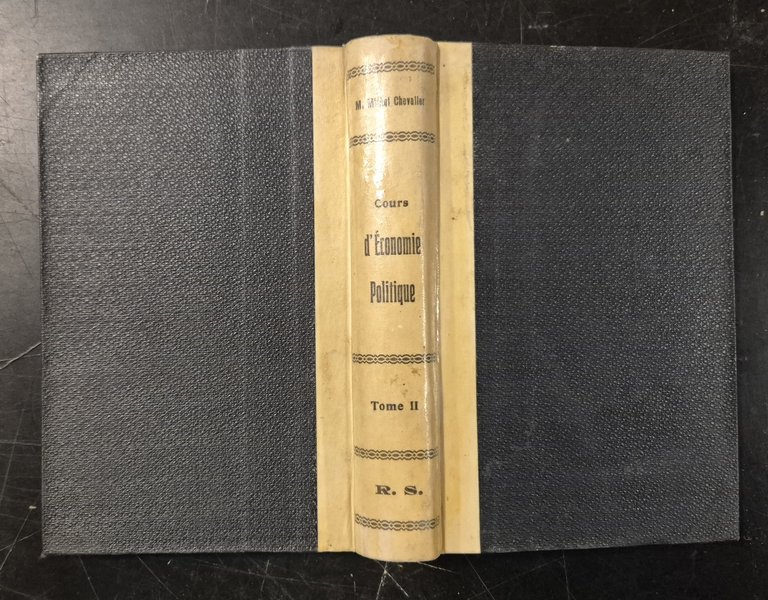 M. Michel Chevalier
Cours
d'Économie
Politique
Tome II
R. S.